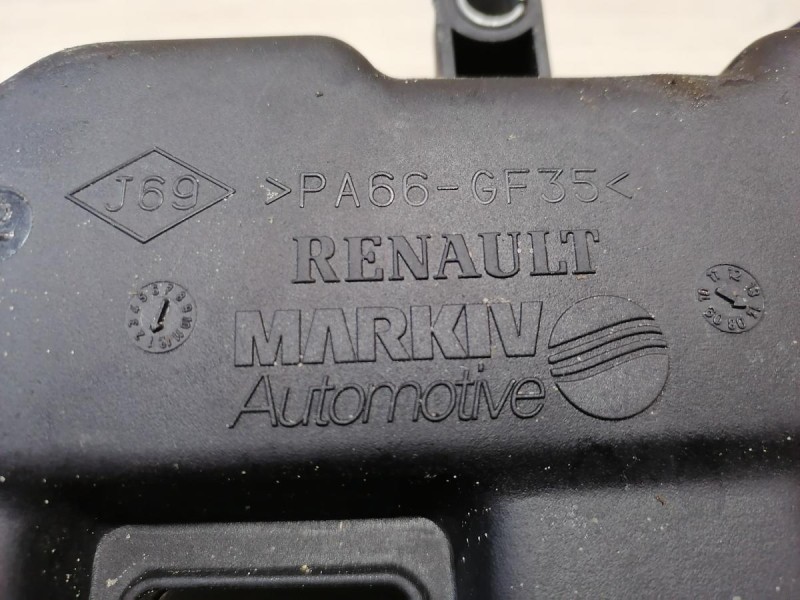 J69 >PA66-GF35<
RENAULT
MARKIV
Automotive